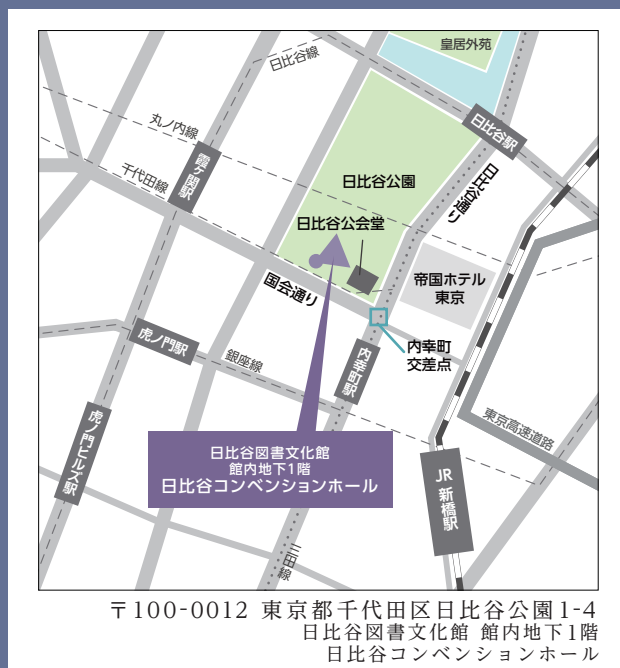 皇居外苑
日比谷線
日比谷駅
丸ノ内線
霞ヶ関駅
千代田線
日比谷公園
日比谷通り
日比谷公会堂
帝国ホテル
東京
国会通り
内幸町
交差点
虎ノ門駅
銀座線
内幸町駅
虎ノ門ヒルズ駅
東京高速道路
日比谷図書文化館
館内地下1階
日比谷コンベンションホール
JR
新橋駅
三田線
〒100-0012 東京都千代田区日比谷公園1-4
日比谷図書文化館 館内地下1階
日比谷コンベンションホール